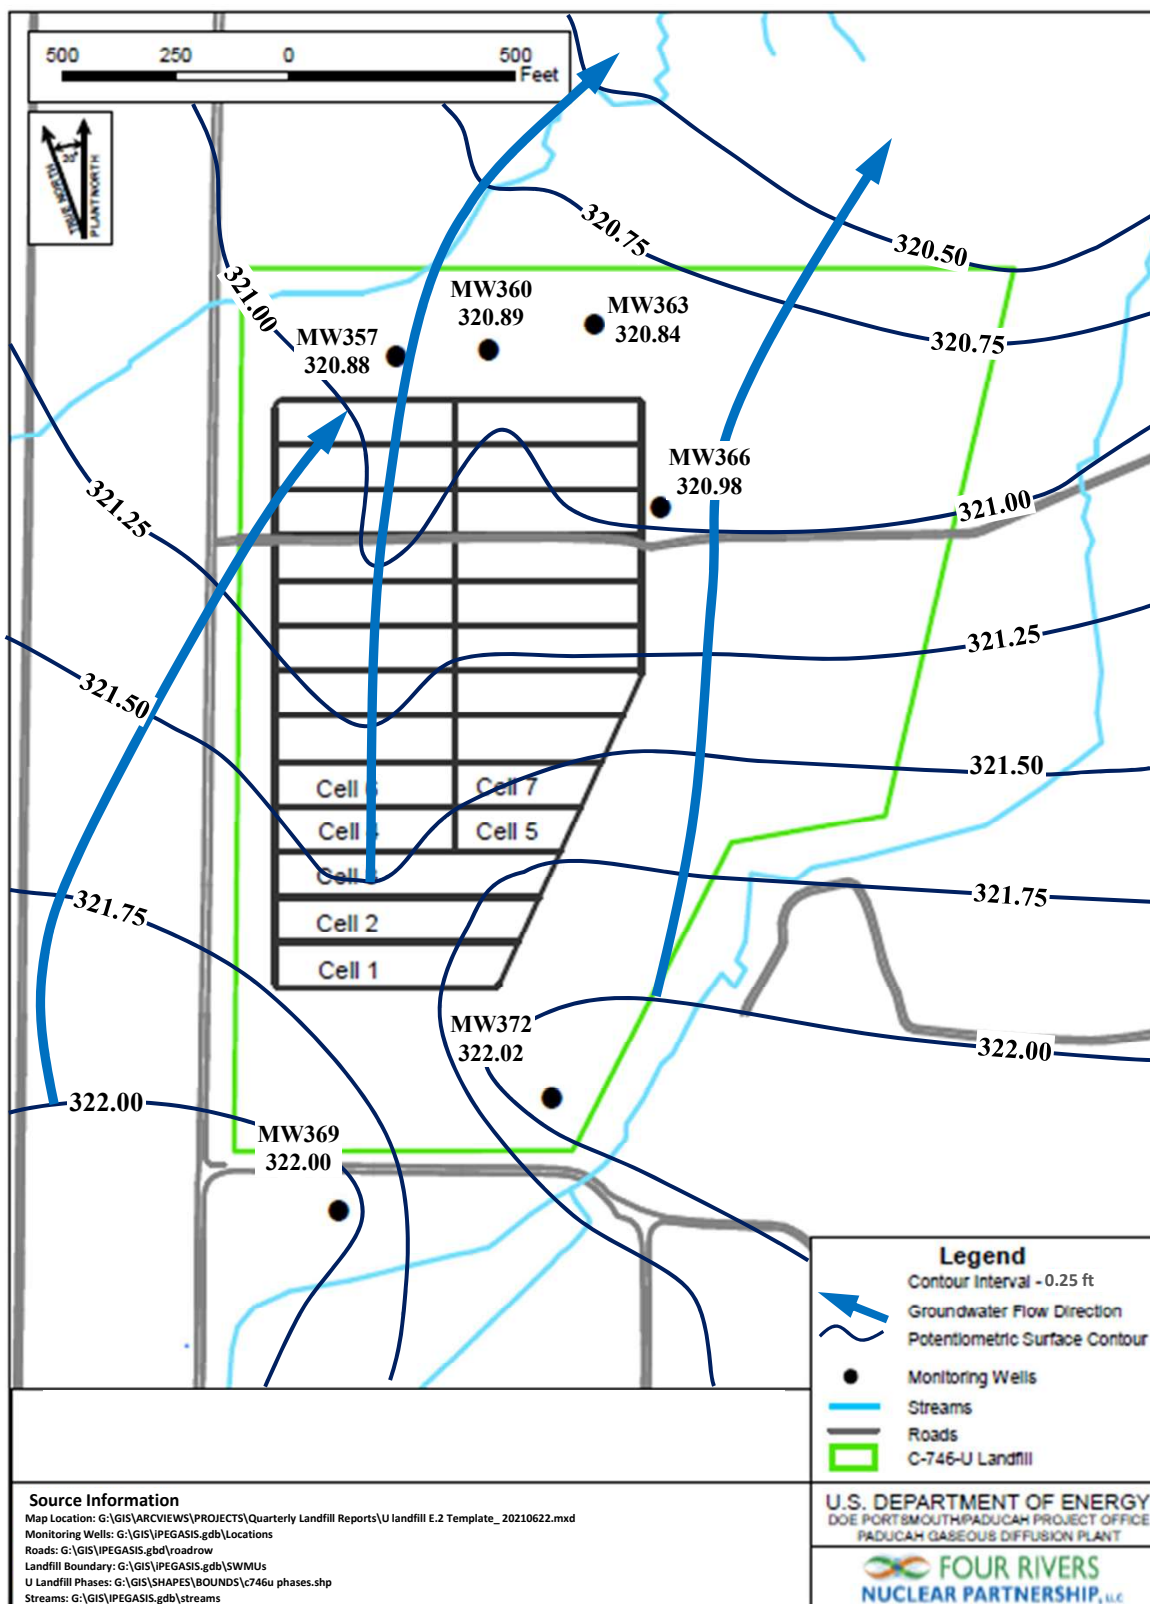 500 250 0 500
Feet
20°
TRUE NORTH
PLANT NORTH
320.50
320.75
321.00
MW360
320.89
MW363
320.84
MW357
320.88
320.75
MW366
320.98
321.25
321.00
321.25
321.50
321.50
Cell 6
Cell 7
Cell 4
Cell 5
Cell 3
321.75
321.75
Cell 2
Cell 1
MW372
322.02
322.00
322.00
MW369
322.00
Legend
Contour Interval - 0.25 ft
Groundwater Flow Direction
Potentiometric Surface Contour
Monitoring Wells
Streams
Roads
C-746-U Landfill
Source Information
Map Location: G:\GIS\ARCVIEWS\PROJECTS\Quarterly Landfill Reports\U landfill E.2 Template_ 20210622.mxd
Monitoring Wells: G:\GIS\iPEGASIS.gdb\Locations
Roads: G:\GIS\IPEGASIS.gbd\roadrow
Landfill Boundary: G:\GIS\iPEGASIS.gdb\SWMUs
U Landfill Phases: G:\GIS\SHAPES\BOUNDS\c746u phases.shp
Streams: G:\GIS\IPEGASIS.gdb\streams
U.S. DEPARTMENT OF ENERGY
DOE PORTSMOUTH/PADUCAH PROJECT OFFICE
PADUCAH GASEOUS DIFFUSION PLANT
FOUR RIVERS
NUCLEAR PARTNERSHIP, LLC